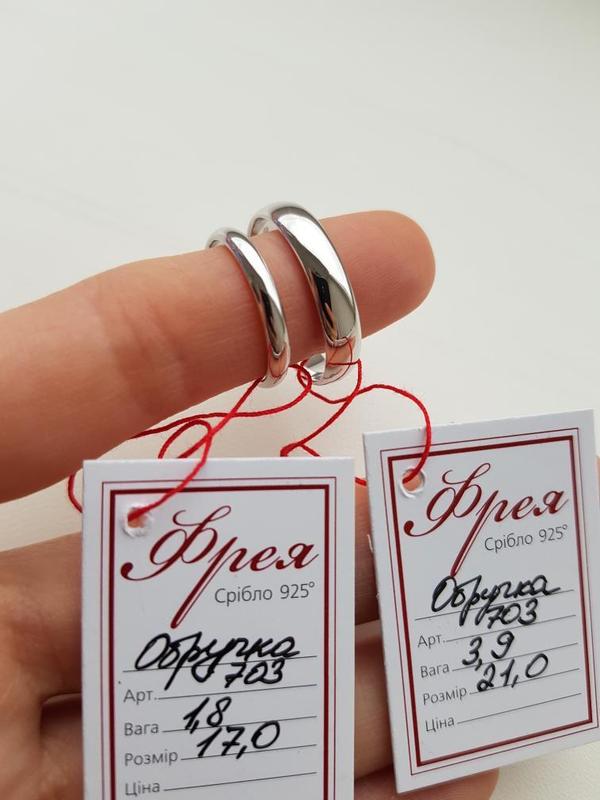 Фрея
Срібло 925°
Обручка
Арт. 703
Вага 1,8
Розмір 17,0
Ціна
Фрея
Срібло 925°
Обручка
Арт. 703
Вага 3,9
Розмір 21,0
Ціна